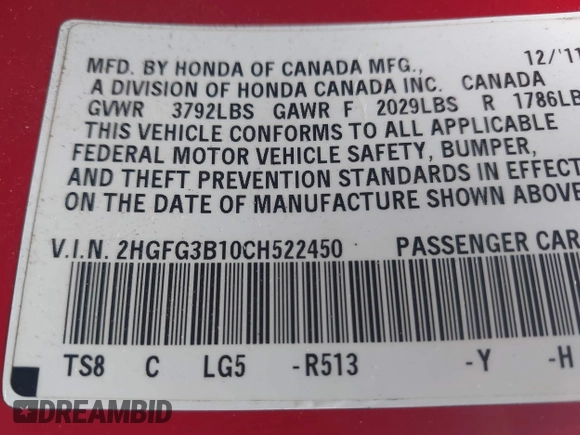 MFD. BY HONDA OF CANADA MFG., 12/'11
A DIVISION OF HONDA CANADA INC. CANADA
GVWR 3792LBS GAWR F 2029LBS R 1786LB
THIS VEHICLE CONFORMS TO ALL APPLICABLE
FEDERAL MOTOR VEHICLE SAFETY, BUMPER,
AND THEFT PREVENTION STANDARDS IN EFFECT
ON THE DATE OF MANUFACTURE SHOWN ABOVE
V.I.N. 2HGFG3B10CH522450 PASSENGER CAR
TS8 C LG5 -R513 -Y -H
DREAMBID